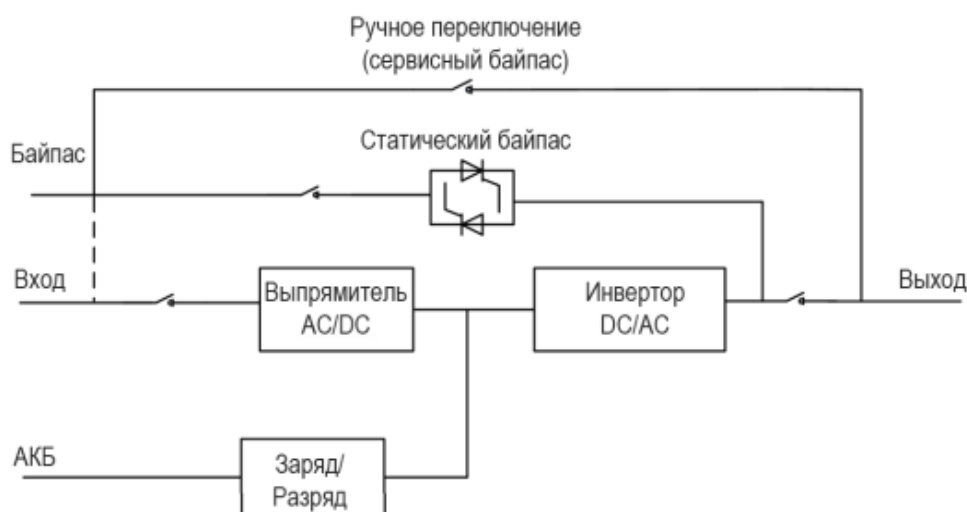 Ручное переключение
(сервисный байпас)
Байпас
Статический байпас
Вход
Выпрямитель
AC/DC
Инвертор
DC/AC
Выход
АКБ
Заряд/
Разряд